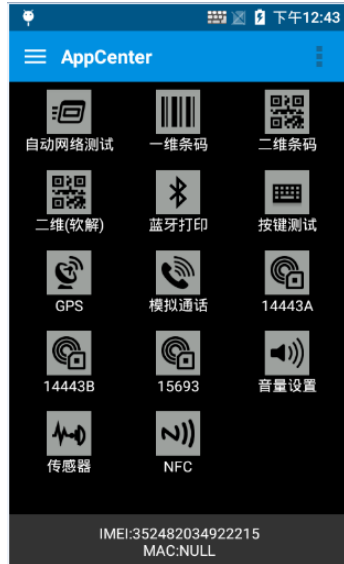 下午12:43
AppCenter
自动网络测试
一维条码
二维条码
二维(软解)
蓝牙打印
按键测试
GPS
模拟通话
14443A
14443B
15693
音量设置
传感器
NFC
IMEI:352482034922215
MAC:NULL